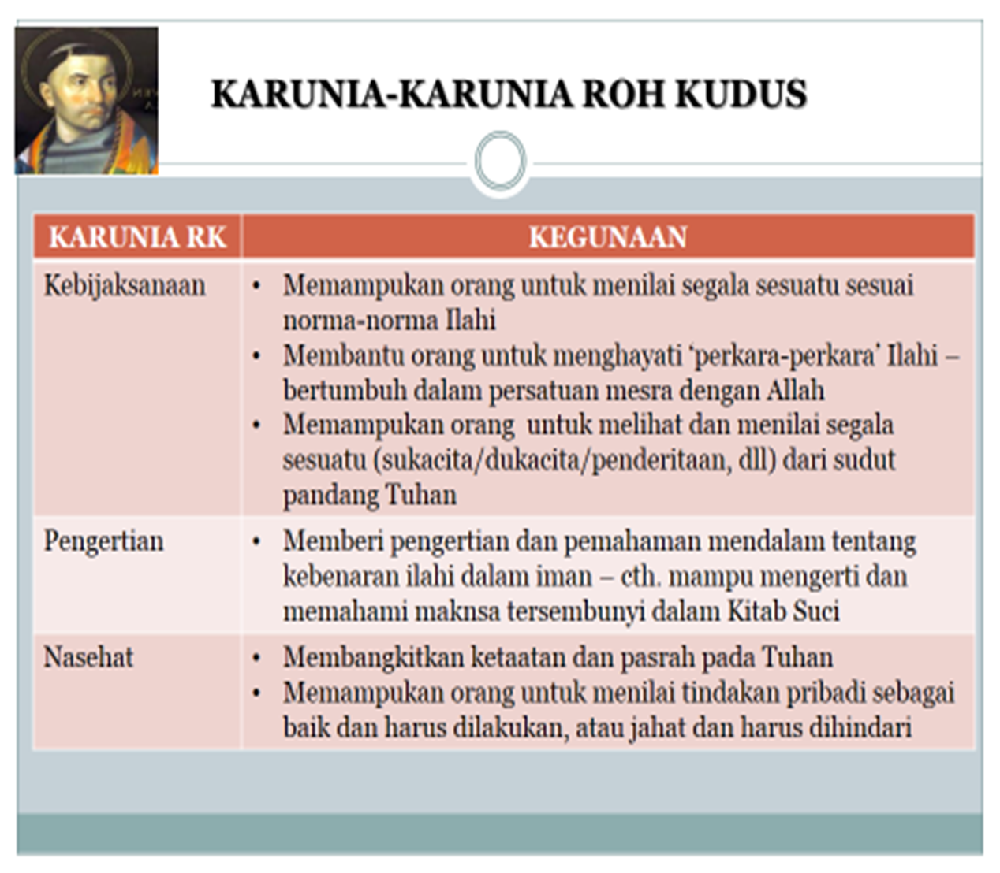 KARUNIA-KARUNIA ROH KUDUS
KARUNIA RK
KEGUNAAN
Kebijaksanaan
• Memampukan orang untuk menilai segala sesuatu sesuai
norma-norma Ilahi
• Membantu orang untuk menghayati ‘perkara-perkara’ Ilahi –
bertumbuh dalam persatuan mesra dengan Allah
• Memampukan orang  untuk melihat dan menilai segala
sesuatu (sukacita/dukacita/penderitaan, dll) dari sudut
pandang Tuhan
Pengertian
• Memberi pengertian dan pemahaman mendalam tentang
kebenaran ilahi dalam iman – cth. mampu mengerti dan
memahami maknsa tersembunyi dalam Kitab Suci
Nasehat
• Membangkitkan ketaatan dan pasrah pada Tuhan
• Memampukan orang untuk menilai tindakan pribadi sebagai
baik dan harus dilakukan, atau jahat dan harus dihindari